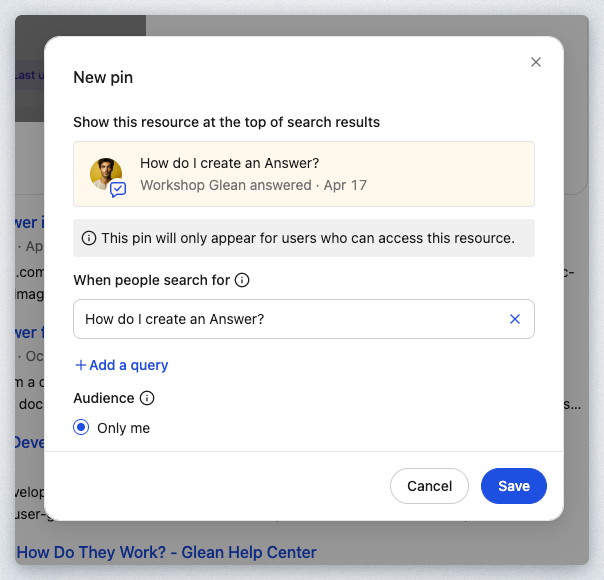 Last u
New pin
Show this resource at the top of search results
How do I create an Answer?
Workshop Glean answered · Apr 17
wer i
· Ap
This pin will only appear for users who can access this resource.
.com
c-
imag
When people search for
How do I create an Answer?
wer f
· Oc
+ Add a query
m a c
Audience
doc
s...
Only me
Deve
velop
Cancel
Save
user-g
How Do They Work? - Glean Help Center